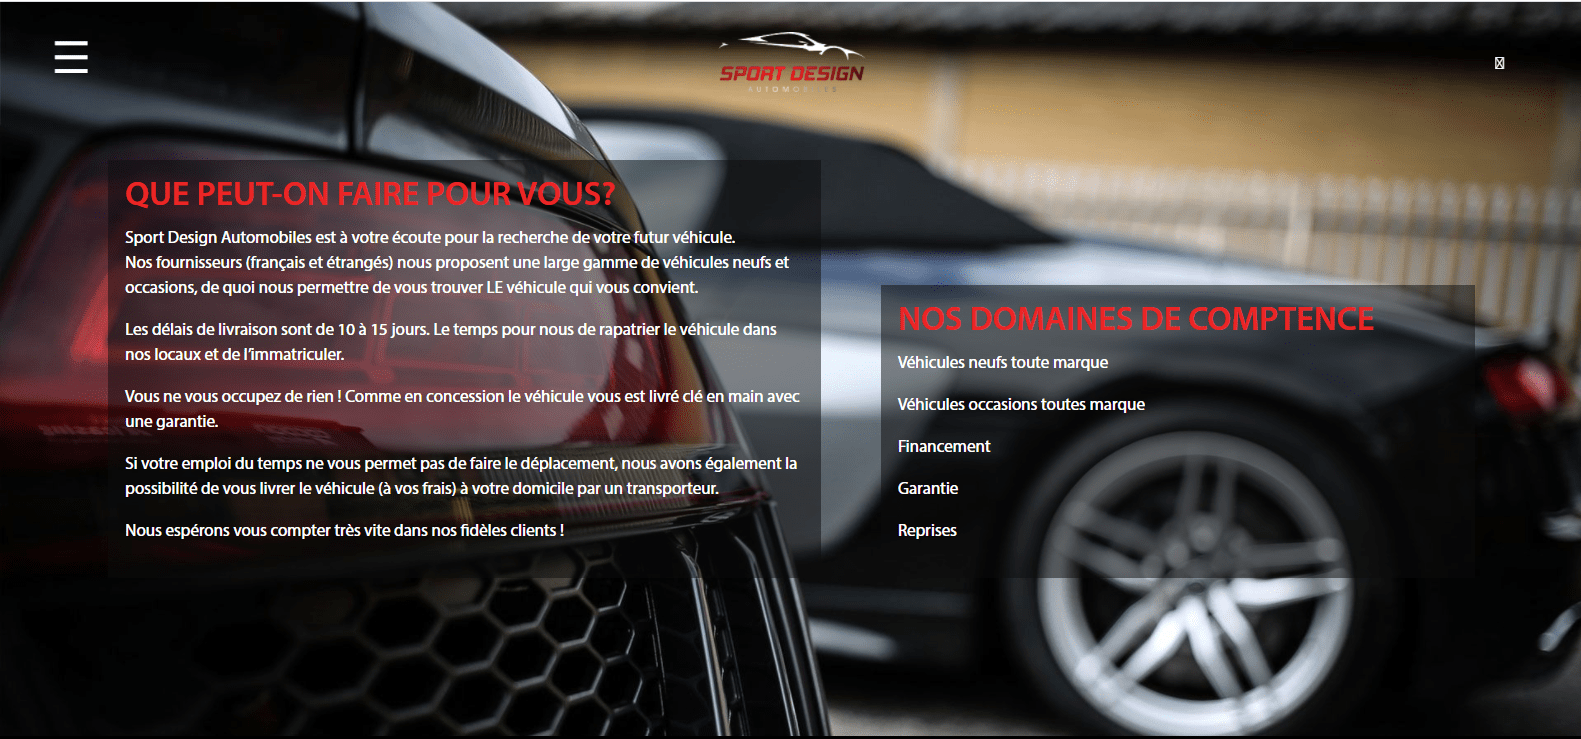 SPORT DESIGN
AUTOMOBILES
QUE PEUT-ON FAIRE POUR VOUS?
Sport Design Automobiles est à votre écoute pour la recherche de votre futur véhicule.
Nos fournisseurs (français et étrangés) nous proposent une large gamme de véhicules neufs et
occasions, de quoi nous permettre de vous trouver LE véhicule qui vous convient.
Les délais de livraison sont de 10 à 15 jours. Le temps pour nous de rapatrier le véhicule dans
nos locaux et de l’immatriculer.
Vous ne vous occupez de rien ! Comme en concession le véhicule vous est livré clé en main avec
une garantie.
Si votre emploi du temps ne vous permet pas de faire le déplacement, nous avons également la
possibilité de vous livrer le véhicule (à vos frais) à votre domicile par un transporteur.
Nous espérons vous compter très vite dans nos fidèles clients !
NOS DOMAINES DE COMPTENCE
Véhicules neufs toute marque
Véhicules occasions toutes marque
Financement
Garantie
Reprises